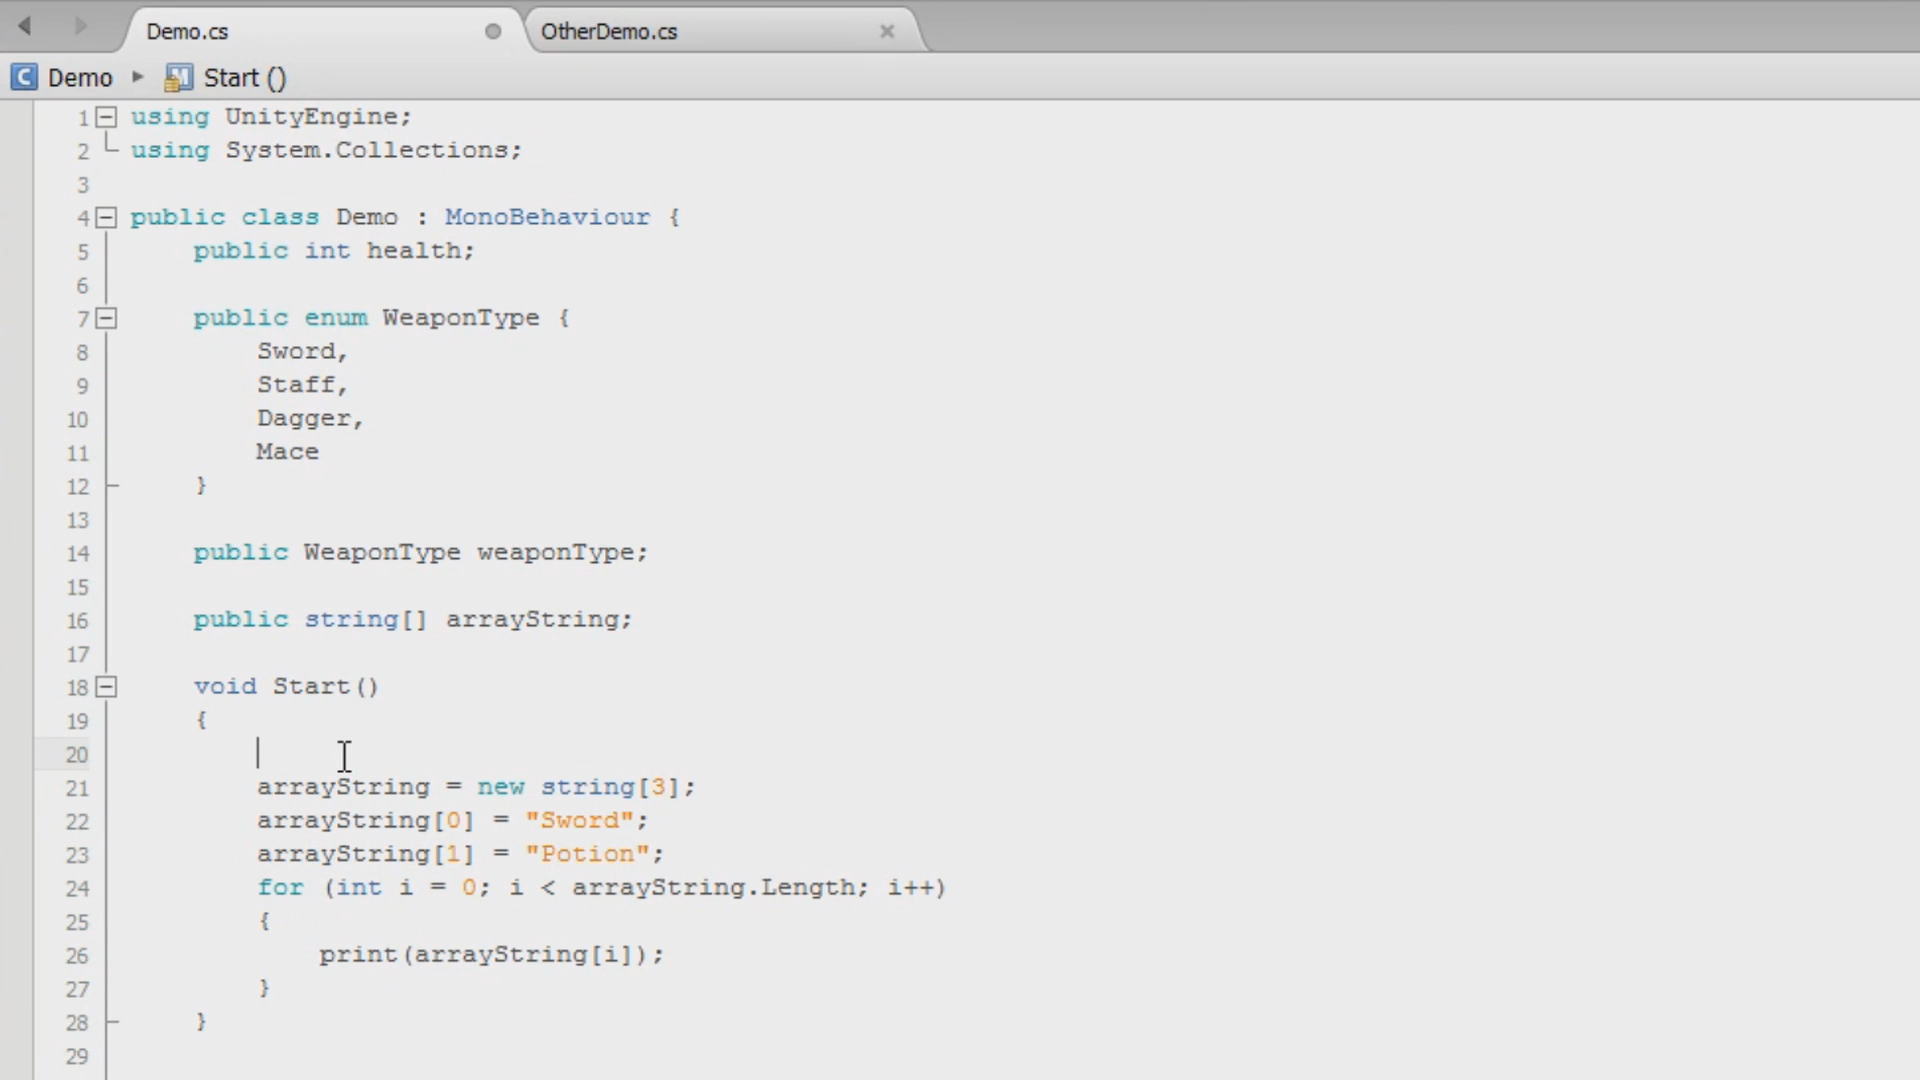 Demo.cs OtherDemo.cs
Demo Start ()
1 using UnityEngine;
2 using System.Collections;
3
4 public class Demo : MonoBehaviour {
5 public int health;
6
7 public enum WeaponType {
8 Sword,
9 Staff,
10 Dagger,
11 Mace
12 }
13
14 public WeaponType weaponType;
15
16 public string[] arrayString;
17
18 void Start()
19 {
20
21 arrayString = new string[3];
22 arrayString[0] = "Sword";
23 arrayString[1] = "Potion";
24 for (int i = 0; i < arrayString.Length; i++)
25 {
26 print(arrayString[i]);
27 }
28 }
29